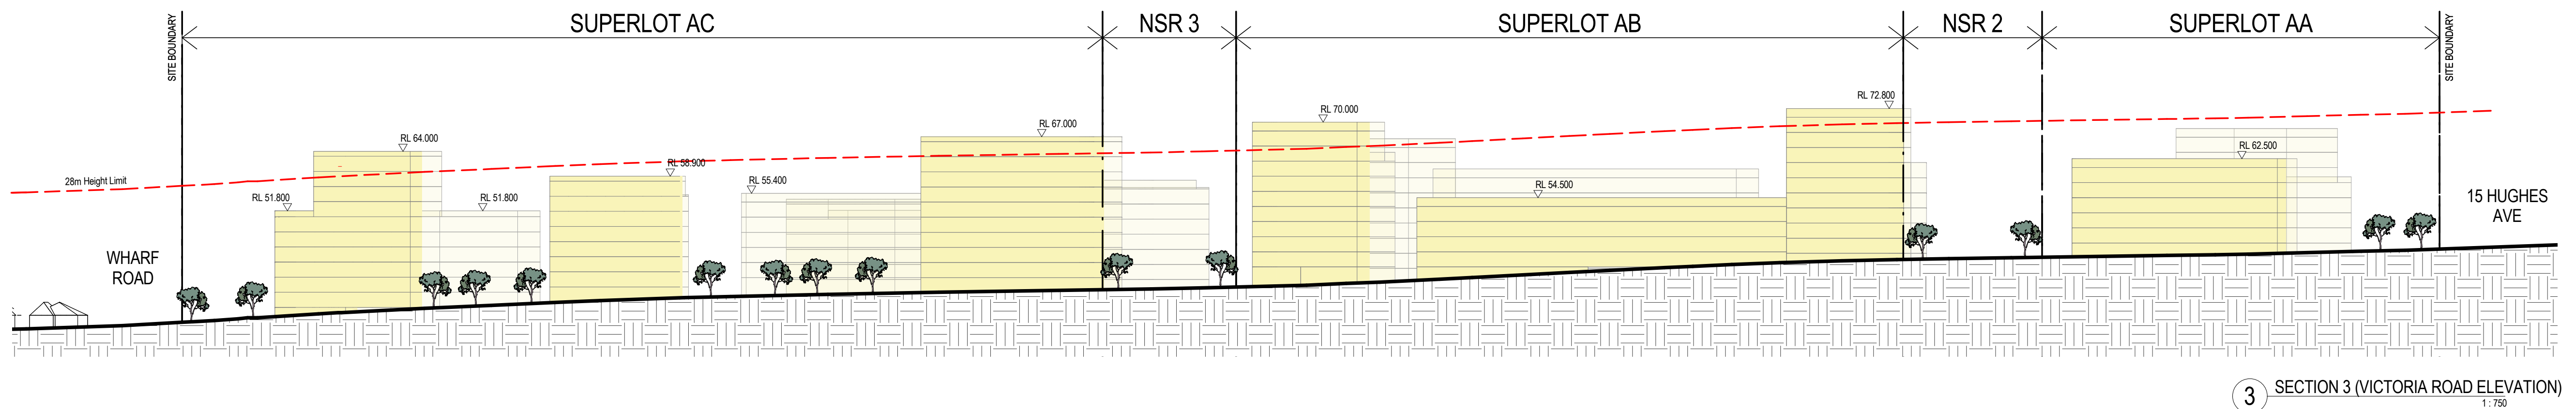 SUPERLOT AC
NSR 3
SUPERLOT AB
NSR 2
SUPERLOT AA
SITE BOUNDARY
SITE BOUNDARY
RL 72.800
RL 70.000
RL 67.000
RL 64.000
RL 58.900
RL 62.500
28m Height Limit
RL 55.400
RL 51.800
RL 51.800
RL 54.500
15 HUGHES
AVE
WHARF
ROAD
3
SECTION 3 (VICTORIA ROAD ELEVATION)
1 : 750